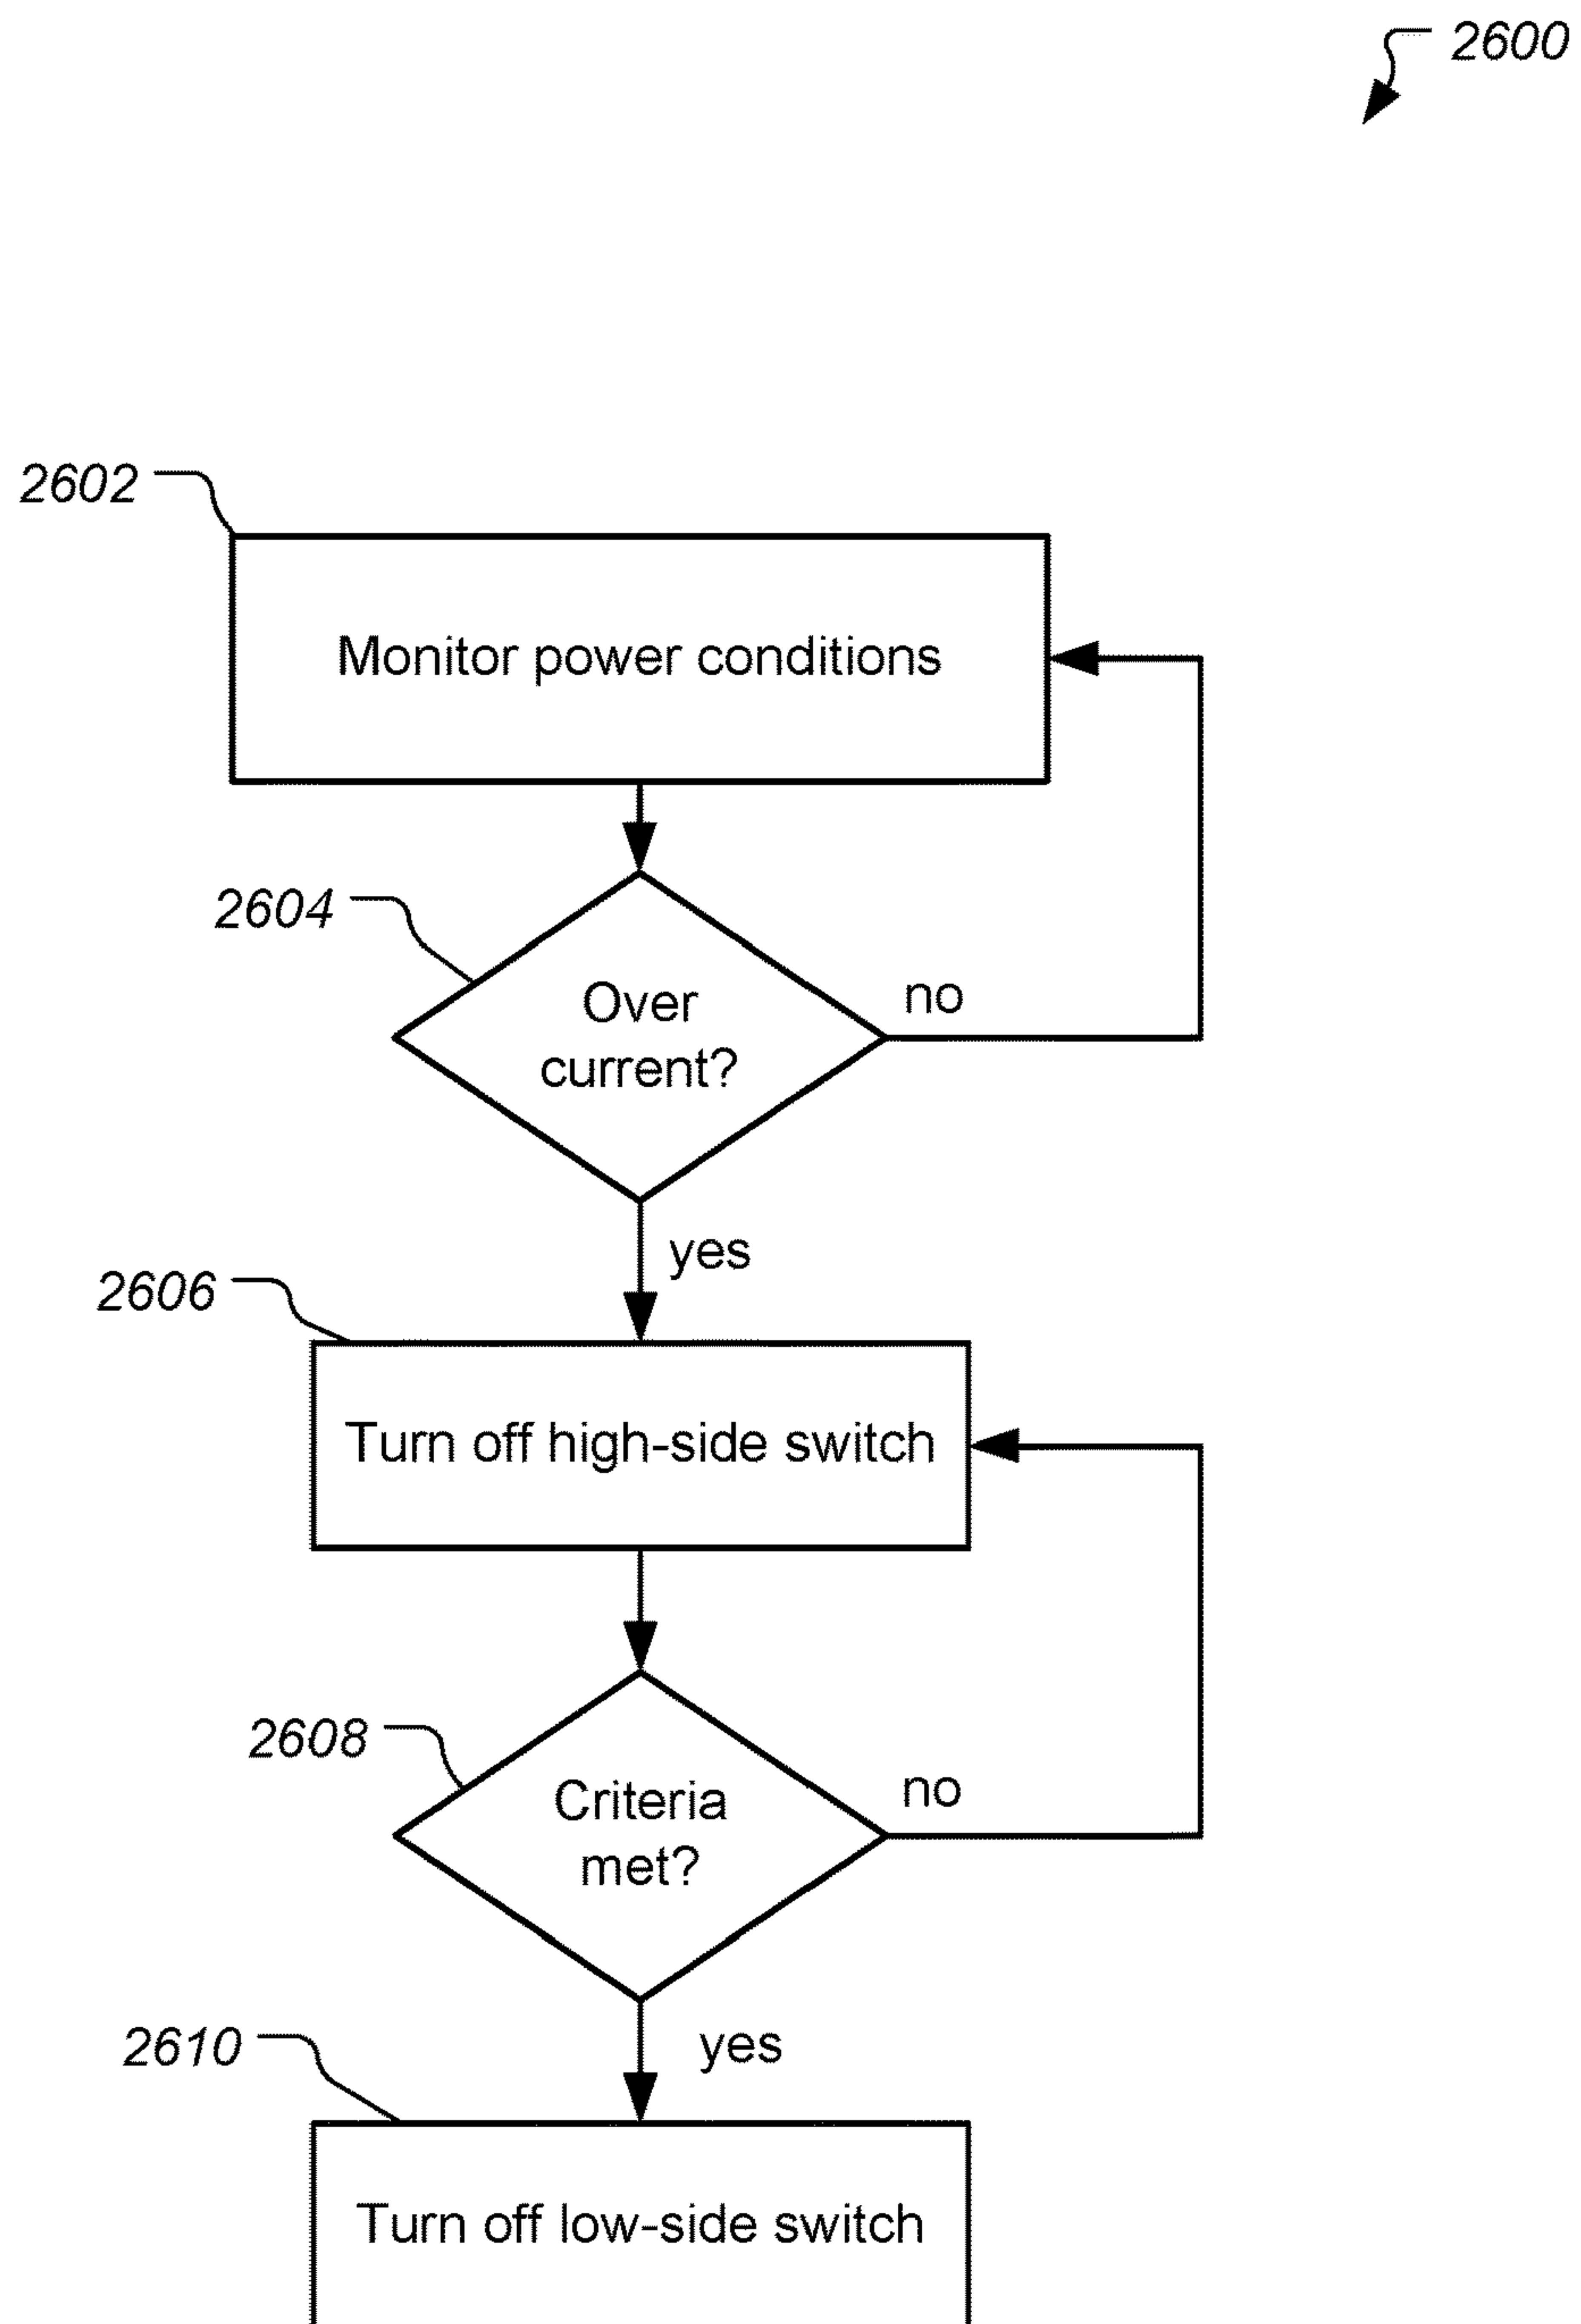 2600
2602
Monitor power conditions
2604
Over
current?
no
yes
2606
Turn off high-side switch
2608
Criteria
met?
no
yes
2610
Turn off low-side switch